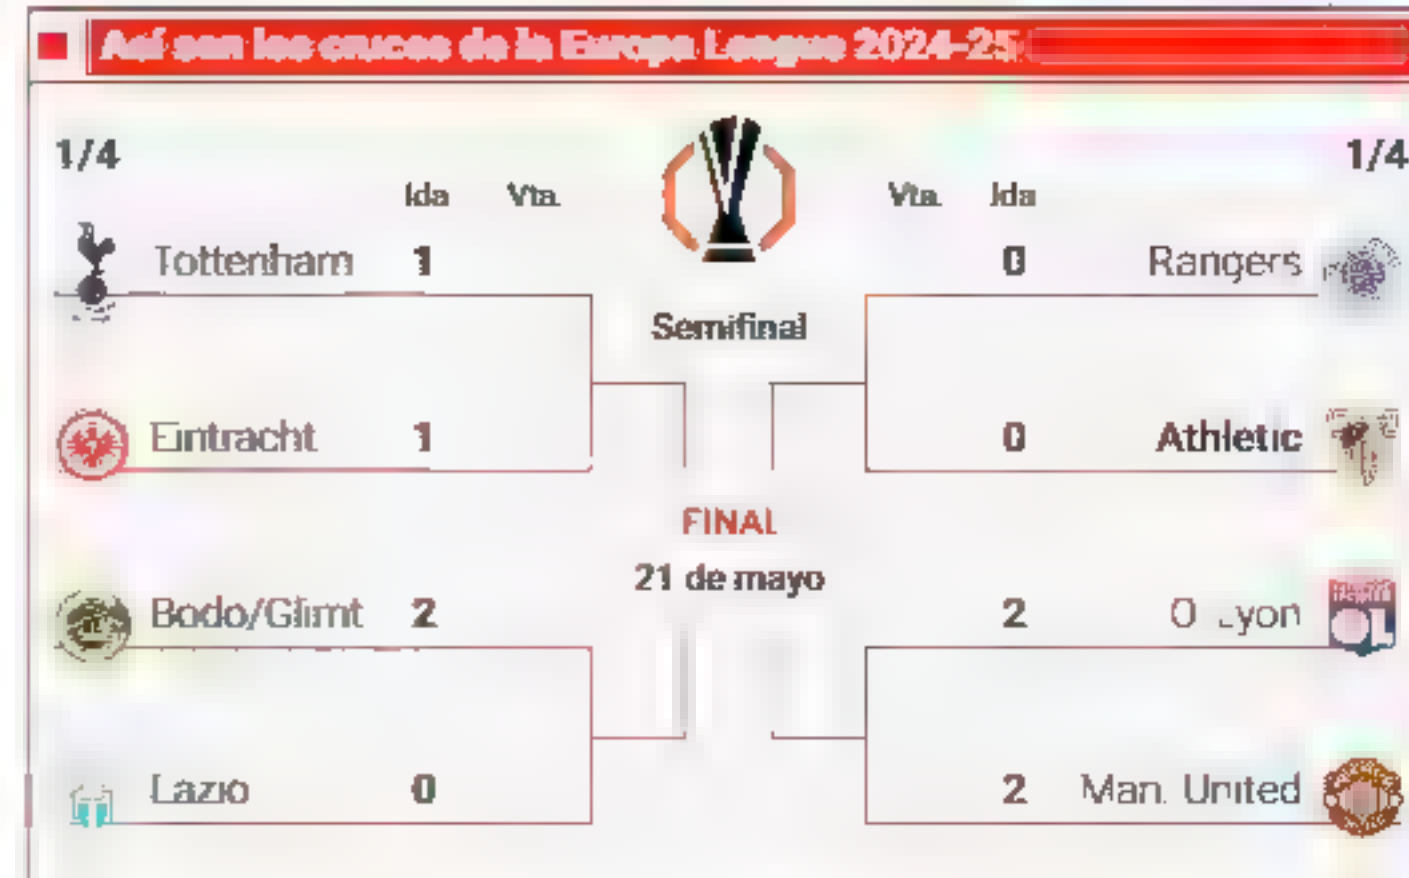 Así son los cruces de la Europa League 2024-25
1/4 1/4
Ida Vta. Vta. Ida
Tottenham 1 0 Rangers
Semifinal
Eintracht 1 0 Athletic
FINAL
21 de mayo
Bodo/Glimt 2 2 O. Lyon
Lazio 0 2 Man. United
OL